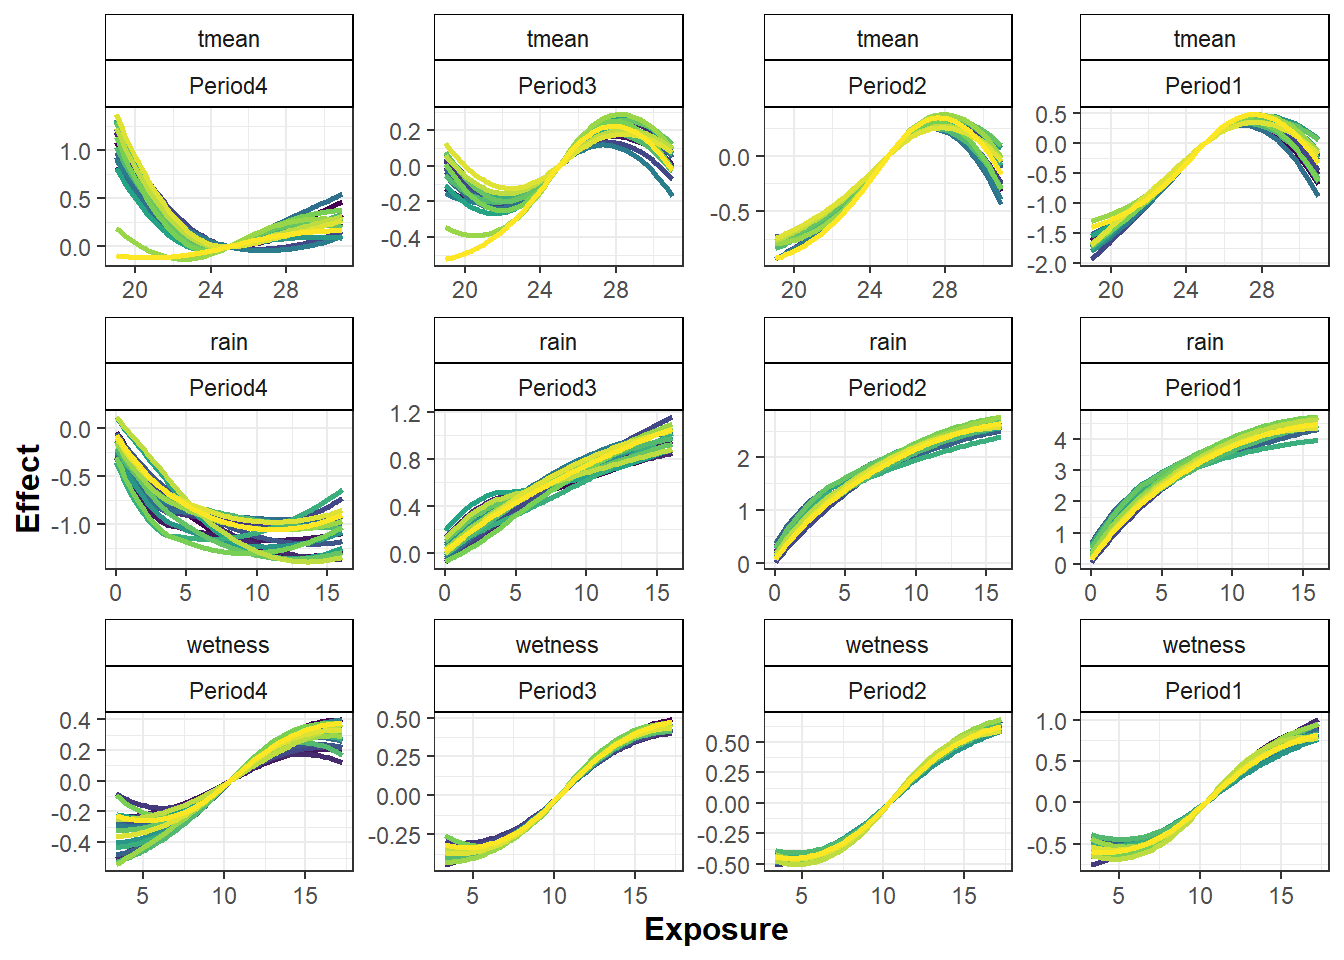 tmean tmean tmean tmean
Period4 Period3 Period2 Period1
1.0 0.5 0.0
0.2 0.0 -0.2 -0.4
0.0 -0.5
0.5 0.0 -0.5 -1.0 -1.5 -2.0
20 24 28 20 24 28 20 24 28 20 24 28
rain rain rain rain
Period4 Period3 Period2 Period1
0.0 -0.5 -1.0
1.2 0.8 0.4 0.0
2 1 0
4 3 2 1 0
0 5 10 15 0 5 10 15 0 5 10 15 0 5 10 15
wetness wetness wetness wetness
Period4 Period3 Period2 Period1
0.4 0.2 0.0 -0.2 -0.4
0.50 0.25 0.00 -0.25
0.50 0.25 0.00 -0.25 -0.50
1.0 0.5 0.0 -0.5
5 10 15 5 10 15 5 10 15 5 10 15
Effect
Exposure